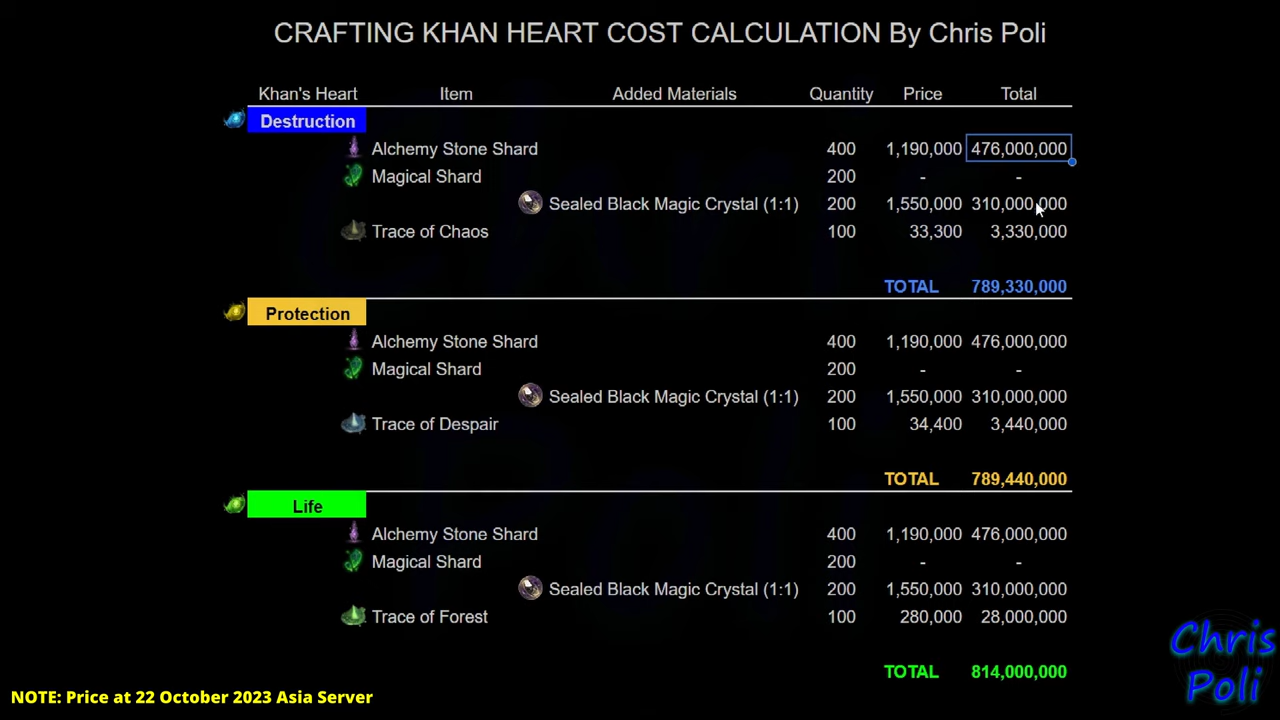 CRAFTING KHAN HEART COST CALCULATION By Chris Poli
Khan's Heart Item Added Materials Quantity Price Total
Destruction
Alchemy Stone Shard 400 1,190,000 476,000,000
Magical Shard 200 - -
Sealed Black Magic Crystal (1:1) 200 1,550,000 310,000,000
Trace of Chaos 100 33,300 3,330,000
TOTAL 789,330,000
Protection
Alchemy Stone Shard 400 1,190,000 476,000,000
Magical Shard 200 - -
Sealed Black Magic Crystal (1:1) 200 1,550,000 310,000,000
Trace of Despair 100 34,400 3,440,000
TOTAL 789,440,000
Life
Alchemy Stone Shard 400 1,190,000 476,000,000
Magical Shard 200 - -
Sealed Black Magic Crystal (1:1) 200 1,550,000 310,000,000
Trace of Forest 100 280,000 28,000,000
TOTAL 814,000,000
Chris
Poli
NOTE: Price at 22 October 2023 Asia Server